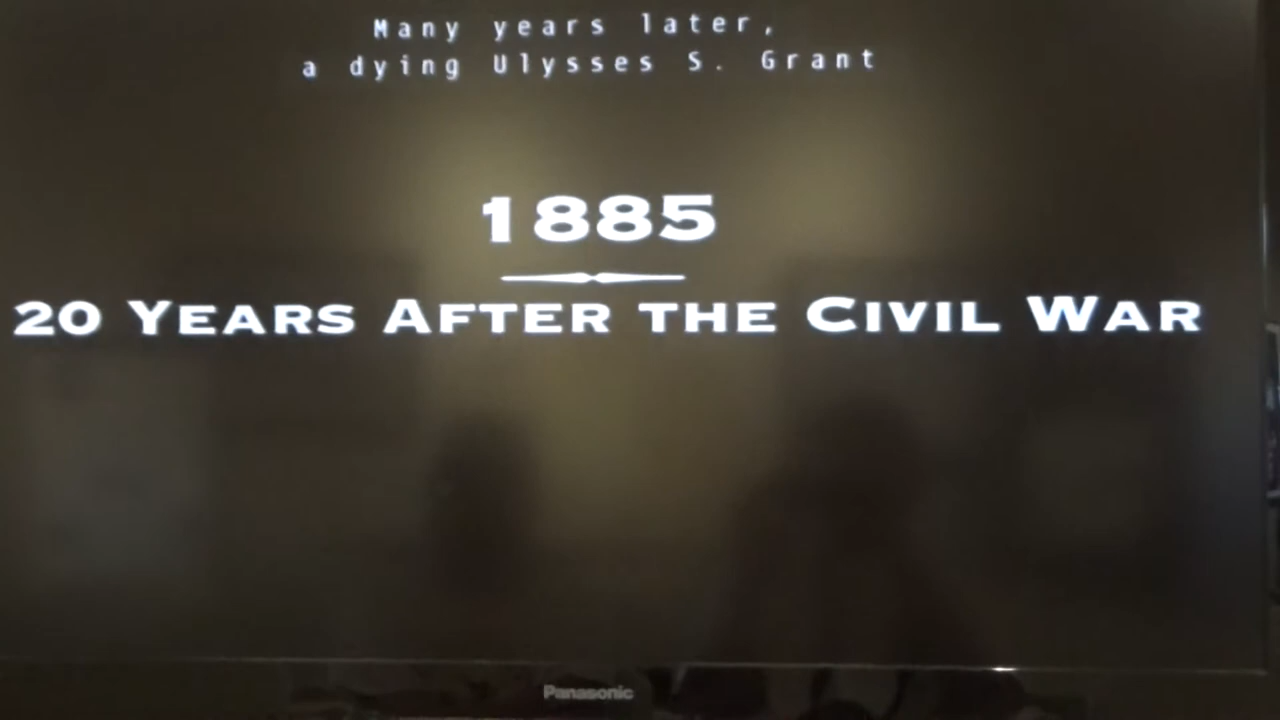 Many years later,
a dying Ulysses S. Grant
1885
20 YEARS AFTER THE CIVIL WAR
Panasonic